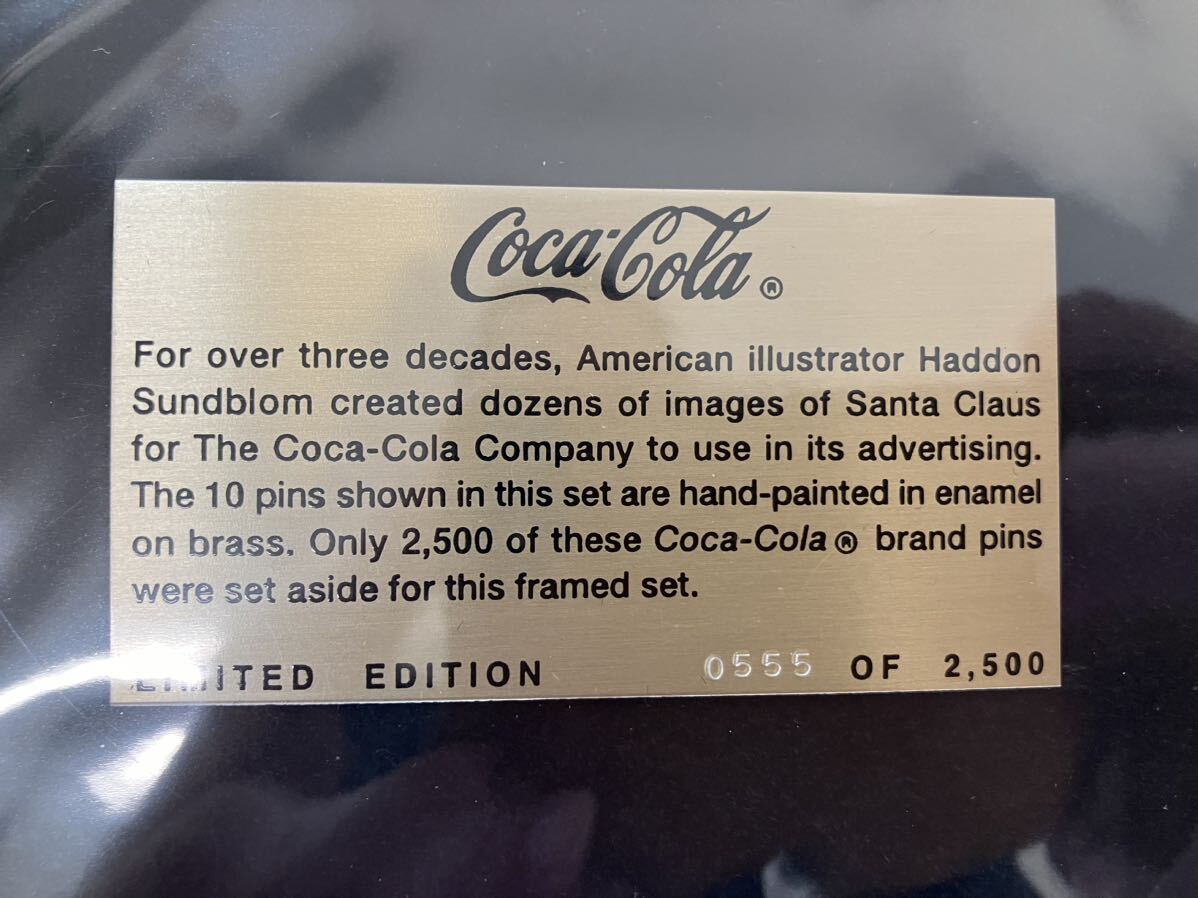 Coca-Cola ®
For over three decades, American illustrator Haddon
Sundblom created dozens of images of Santa Claus
for The Coca-Cola Company to use in its advertising.
The 10 pins shown in this set are hand-painted in enamel
on brass. Only 2,500 of these Coca-Cola ® brand pins
were set aside for this framed set.
LIMITED EDITION 0555 OF 2,500